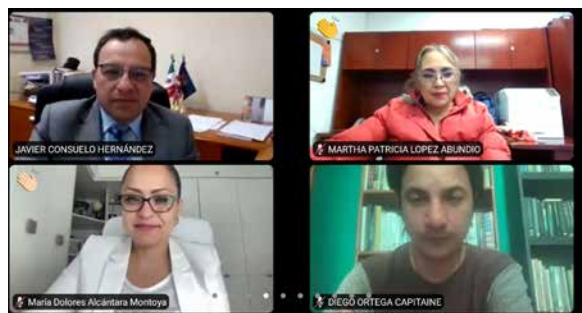 JAVIER CONSUELO HERNÁNDEZ
MARTHA PATRICIA LOPEZ ABUNDIO
María Dolores Alcántara Montoya
DIEGO ORTEGA CAPITAINE